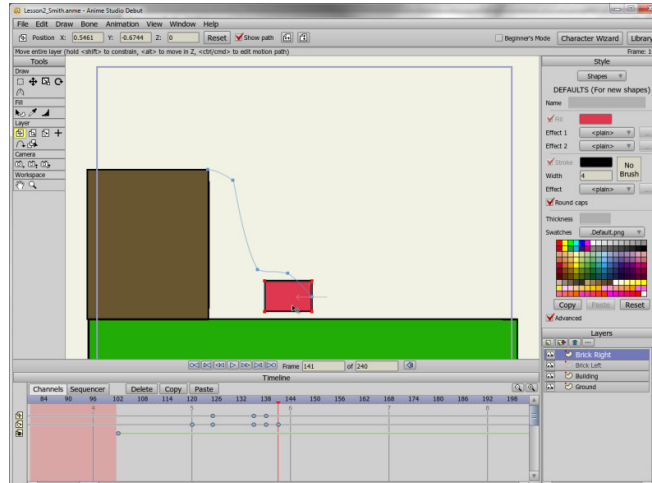 Lesson2_Smith.anme - Anime Studio Debut
File Edit Draw Bone Animation View Window Help
Position X: 0.5461 Y: -0.6744 Z: 0 Reset Show path Beginner's Mode Character Wizard Library
Move entire layer (hold <shift> to constrain, <alt> to move in Z, <ctrl/cmd> to edit motion path) Frame: 1
Tools
Draw
Fill
Layer
Camera
Workspace
Style
Shapes
DEFAULTS (For new shapes)
Name
Fill
Effect 1 <plain>
Effect 2 <plain>
Stroke
Width 4
No Brush
Effect <plain>
Round caps
Thickness
Swatches .Default.png
Copy Paste Reset
Advanced
Layers
Brick Right
Brick Left
Building
Ground
Frame 141 of 240
Timeline
Channels Sequencer Delete Copy Paste
84 90 96 102 108 114 120 126 132 138 144 150 156 162 168 174 180 186 192 198
4 5 6 7 8